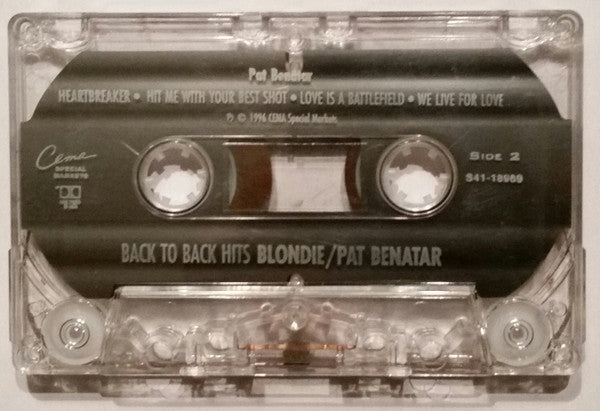 Pat Benatar
HEARTBREAKER • HIT ME WITH YOUR BEST SHOT • LOVE IS A BATTLEFIELD • WE LIVE FOR LOVE
℗ © 1996 CEMA Special Markets
Cema
SPECIAL
MARKETS
SIDE 2
S41-18969
BACK TO BACK HITS BLONDIE/PAT BENATAR